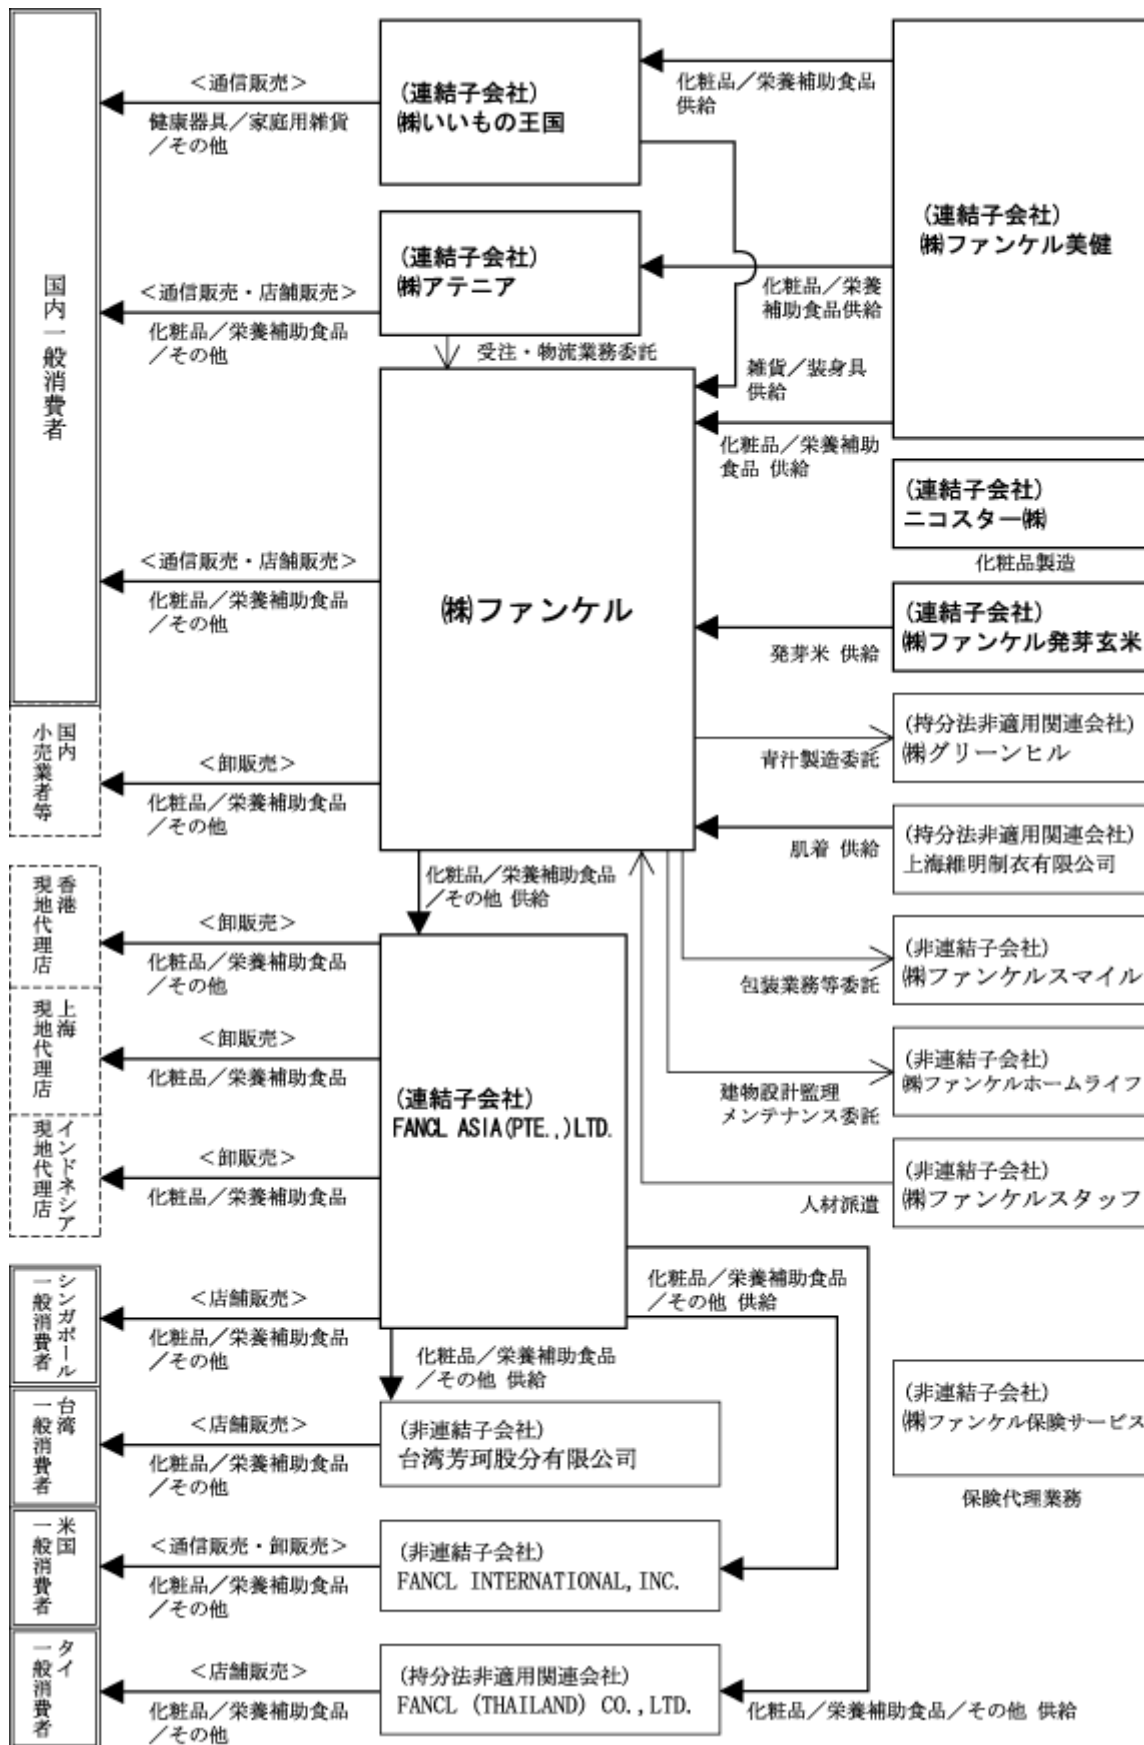 国内一般消費者
＜通信販売＞
健康器具／家庭用雑貨
／その他
（連結子会社）
㈱いいもの王国
化粧品／栄養補助食品
供給
（連結子会社）
㈱ファンケル美健
（連結子会社）
㈱アテニア
＜通信販売・店舗販売＞
化粧品／栄養補助食品
／その他
化粧品／栄養
補助食品供給
受注・物流業務委託
雑貨／装身具
供給
化粧品／栄養補助
食品 供給
（連結子会社）
ニコスター㈱
化粧品製造
＜通信販売・店舗販売＞
化粧品／栄養補助食品
／その他
㈱ファンケル
（連結子会社）
㈱ファンケル発芽玄米
発芽米 供給
国内
小売業者等
＜卸販売＞
化粧品／栄養補助食品
／その他
(持分法非適用関連会社)
㈱グリーンヒル
青汁製造委託
(持分法非適用関連会社)
上海維明制衣有限公司
肌着 供給
化粧品／栄養補助食品
／その他 供給
香港
現地代理店
＜卸販売＞
化粧品／栄養補助食品
／その他
(非連結子会社)
㈱ファンケルスマイル
包装業務等委託
上海
現地代理店
＜卸販売＞
化粧品／栄養補助食品
（連結子会社）
FANCL ASIA(PTE.,)LTD.
(非連結子会社)
㈱ファンケルホームライフ
建物設計監理
メンテナンス委託
インドネシア
現地代理店
＜卸販売＞
化粧品／栄養補助食品
(非連結子会社)
㈱ファンケルスタッフ
人材派遣
シンガポール
一般消費者
＜店舗販売＞
化粧品／栄養補助食品
／その他
化粧品／栄養補助食品
／その他 供給
化粧品／栄養補助食品
／その他 供給
台湾
一般消費者
＜店舗販売＞
化粧品／栄養補助食品
／その他
(非連結子会社)
台湾芳珂股分有限公司
(非連結子会社)
㈱ファンケル保険サービス
保険代理業務
米国
一般消費者
＜通信販売・卸販売＞
化粧品／栄養補助食品
／その他
(非連結子会社)
FANCL INTERNATIONAL,INC.
タイ
一般消費者
＜店舗販売＞
化粧品／栄養補助食品
／その他
(持分法非適用関連会社)
FANCL (THAILAND) CO.,LTD.
化粧品／栄養補助食品／その他 供給